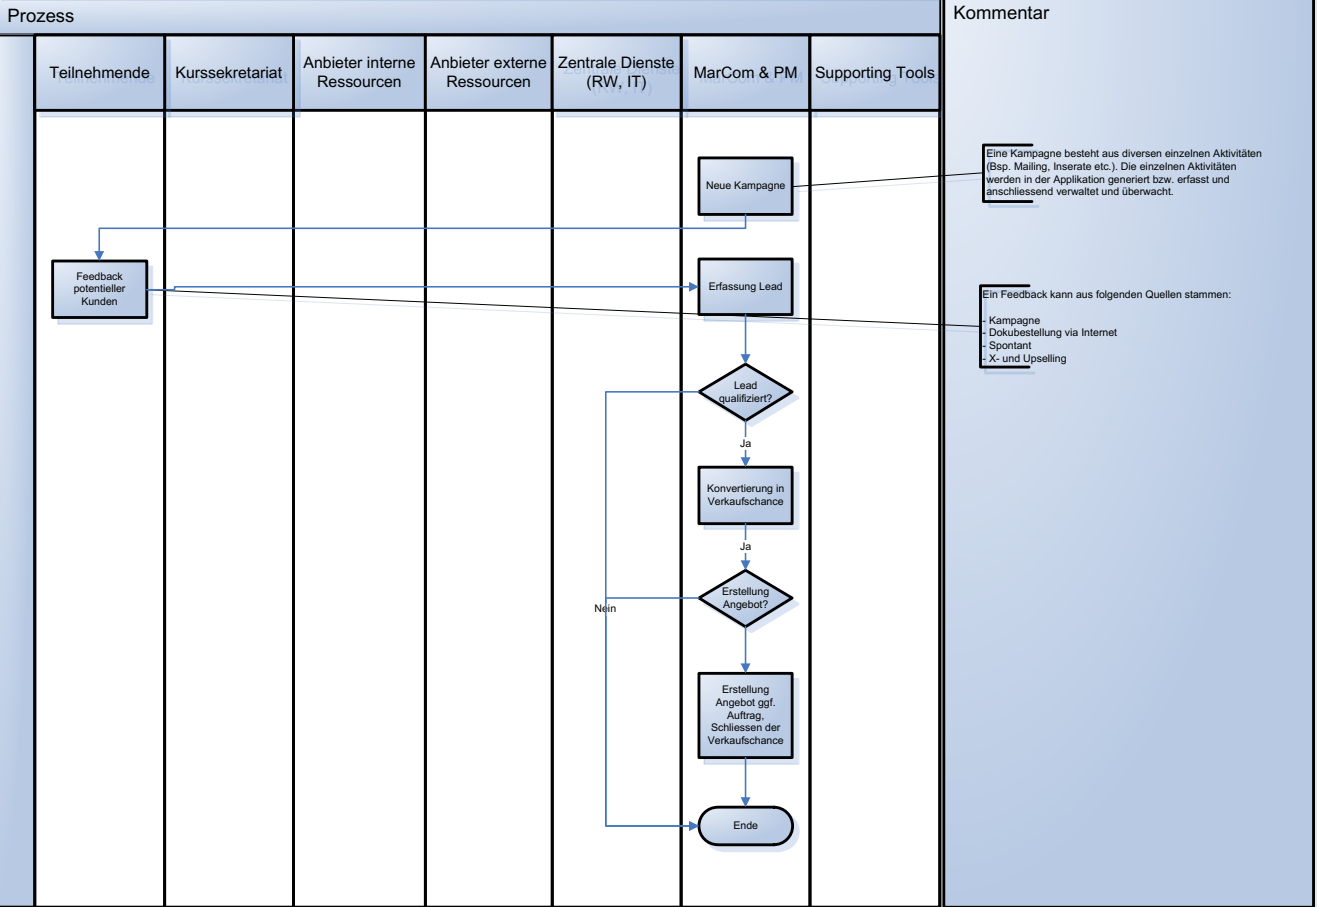 Prozess
Kommentar
Teilnehmende
Kurssekretariat
Anbieter interne
Ressourcen
Anbieter externe
Ressourcen
Zentrale Dienste
(RW, IT)
MarCom & PM
Supporting Tools
Neue Kampagne
Eine Kampagne besteht aus diversen einzelnen Aktivitäten
(Bsp. Mailing, Inserate etc.). Die einzelnen Aktivitäten
werden in der Applikation generiert bzw. erfasst und
anschliessend verwaltet und überwacht.
Feedback
potentieller
Kunden
Erfassung Lead
Ein Feedback kann aus folgenden Quellen stammen:
- Kampagne
- Dokubestellung via Internet
- Spontant
- X- und Upselling
Lead
qualifiziert?
Ja
Konvertierung in
Verkaufschance
Ja
Erstellung
Angebot?
Nein
Erstellung
Angebot ggf.
Auftrag,
Schliessen der
Verkaufschance
Ende